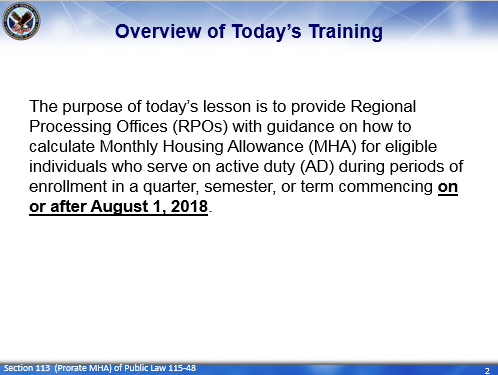 Overview of Today's Training
The purpose of today's lesson is to provide Regional
Processing Offices (RPOs) with guidance on how to
calculate Monthly Housing Allowance (MHA) for eligible
individuals who serve on active duty (AD) during periods of
enrollment in a quarter, semester, or term commencing on
or after August 1, 2018.
Section 113 (Prorate MHA) of Public Law 115-48
2